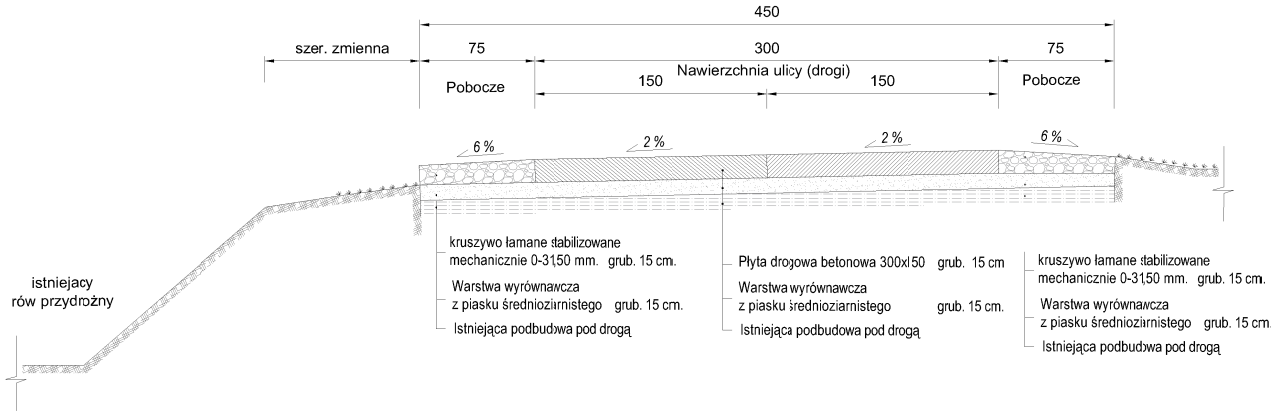 450
szer. zmienna
75
300
75
Nawierzchnia ulicy (drogi)
Pobocze
150
150
Pobocze
6 %
2 %
2 %
6 %
istniejacy
rów przydrożny
kruszywo łamane stabilizowane
mechanicznie 0-31,50 mm. grub. 15 cm.
Warstwa wyrównawcza
z piasku średniozirnistego grub. 15 cm.
Istniejąca podbudowa pod drogą
Płyta drogowa betonowa 300x150 grub. 15 cm
Warstwa wyrównawcza
z piasku średnioziarnistego grub. 15 cm.
Istniejąca podbudowa pod drogą
kruszywo łamane stabilizowane
mechanicznie 0-31,50 mm. grub. 15 cm.
Warstwa wyrównawcza
z piasku średniozirnistego grub. 15 cm.
Istniejąca podbudowa pod drogą